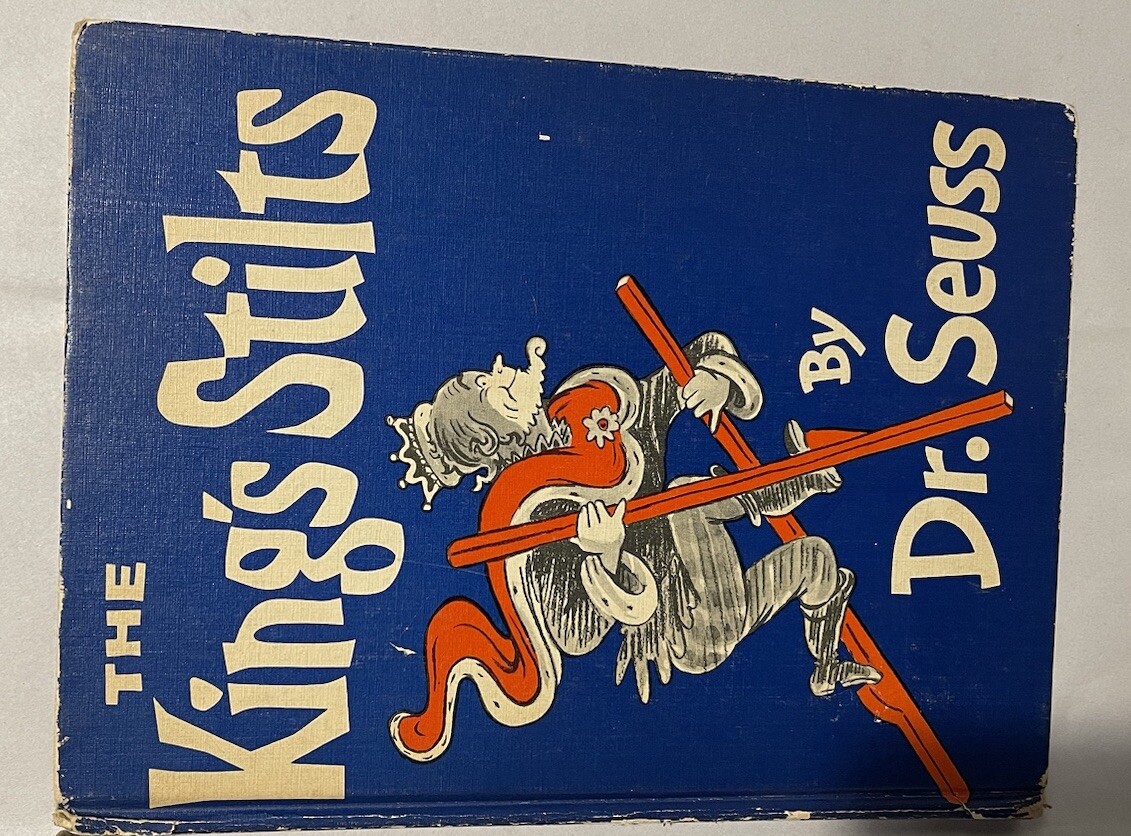 THE
King's Stilts
By
Dr. Seuss